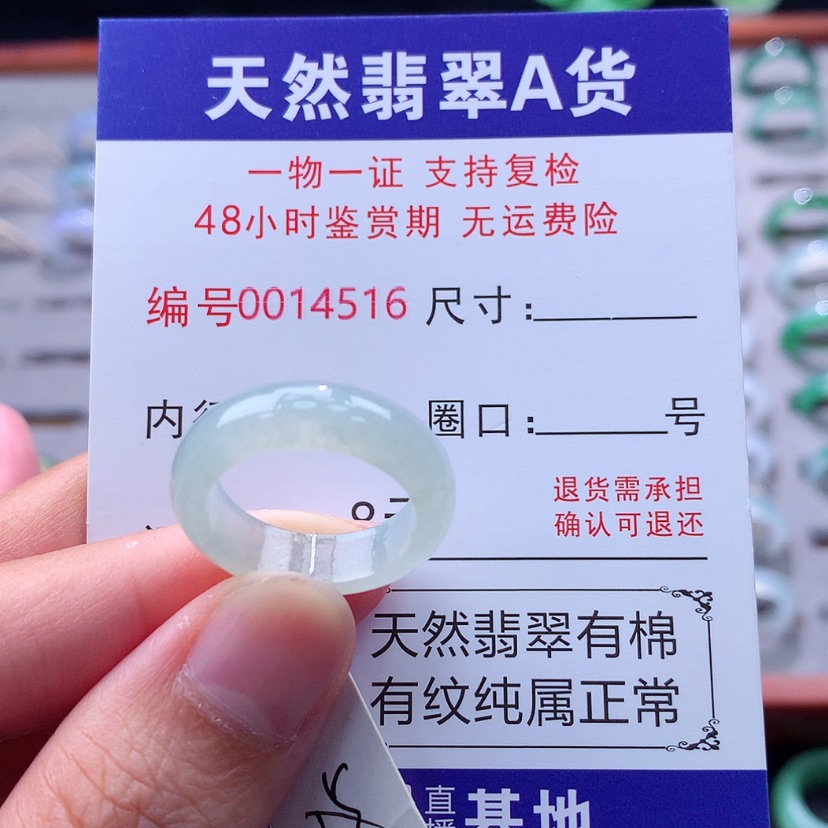 天然翡翠A货
一物一证 支持复检
48小时鉴赏期 无运费险
编号0014516 尺寸:
内径 圈口: 号
退货需承担
确认可退还
天然翡翠有棉
有纹纯属正常
直播
基地